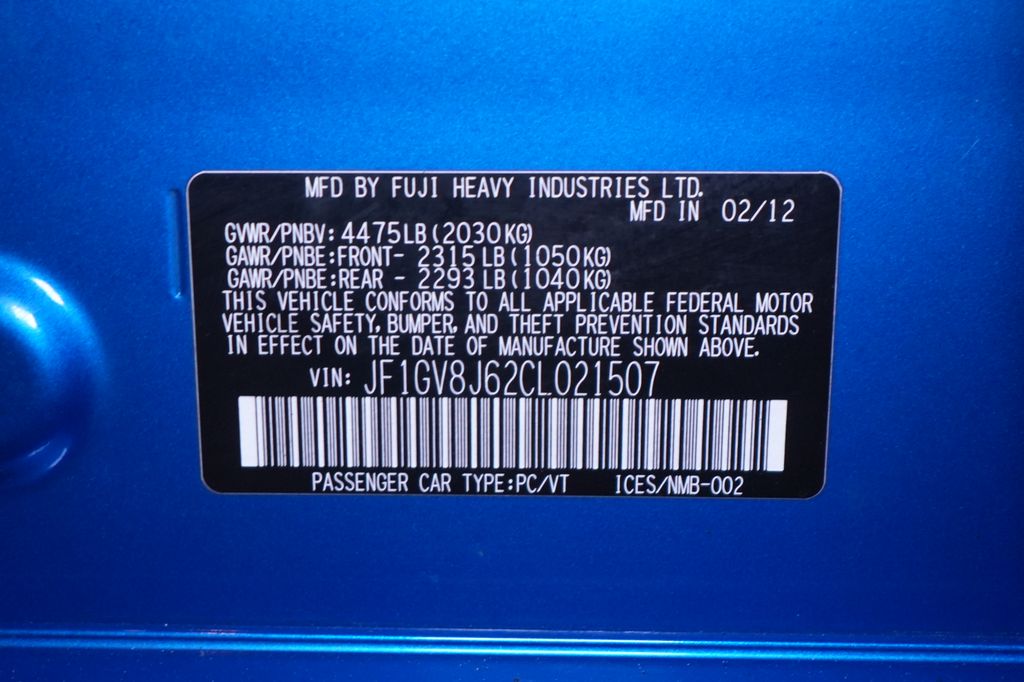 MFD BY FUJI HEAVY INDUSTRIES LTD.
MFD IN 02/12
GVWR/PNBV: 4475LB (2030KG)
GAWR/PNBE:FRONT- 2315 LB (1050KG)
GAWR/PNBE:REAR - 2293 LB (1040KG)
THIS VEHICLE CONFORMS TO ALL APPLICABLE FEDERAL MOTOR
VEHICLE SAFETY, BUMPER, AND THEFT PREVENTION STANDARDS
IN EFFECT ON THE DATE OF MANUFACTURE SHOWN ABOVE.
VIN: JF1GV8J62CL021507
PASSENGER CAR TYPE:PC/VT ICES/NMB-002